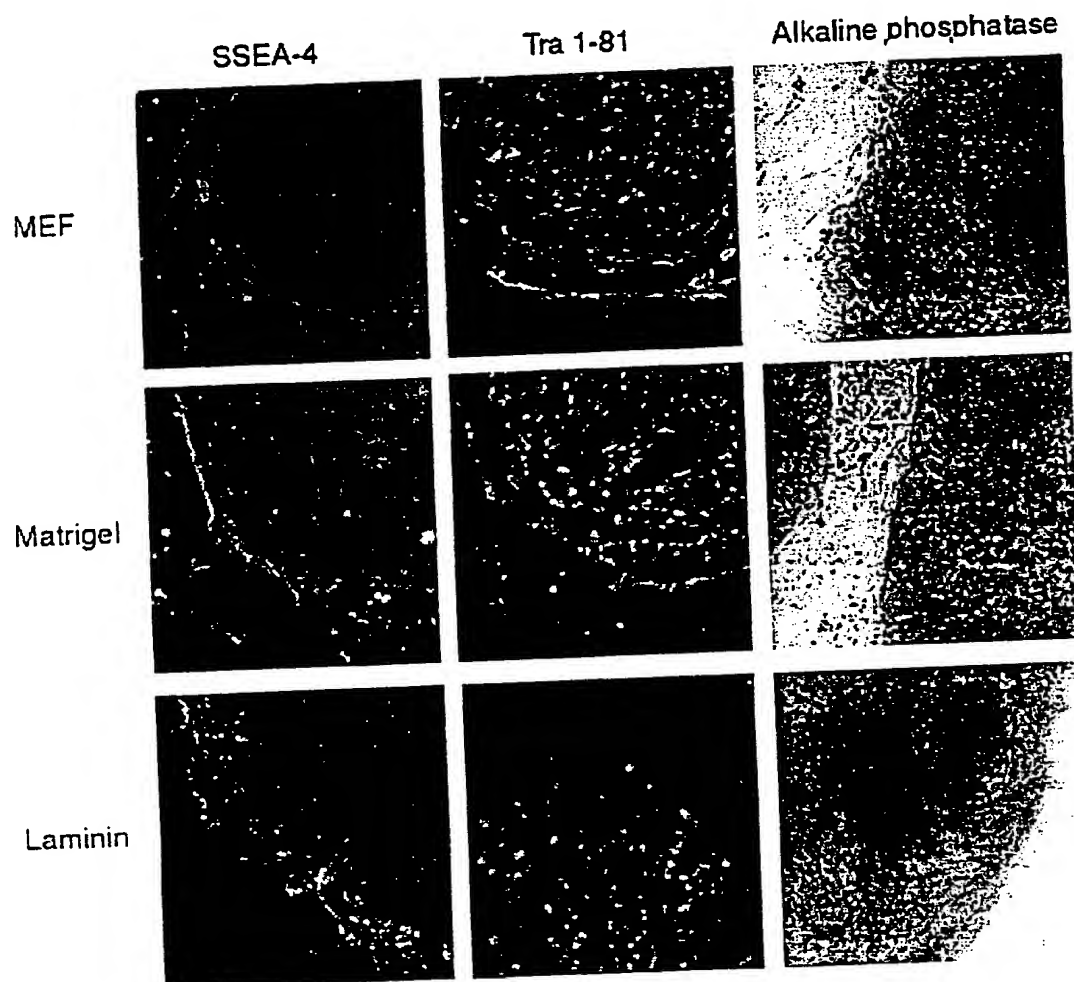 SSEA-4
Tra 1-81
Alkaline phosphatase
MEF
Matrigel
Laminin